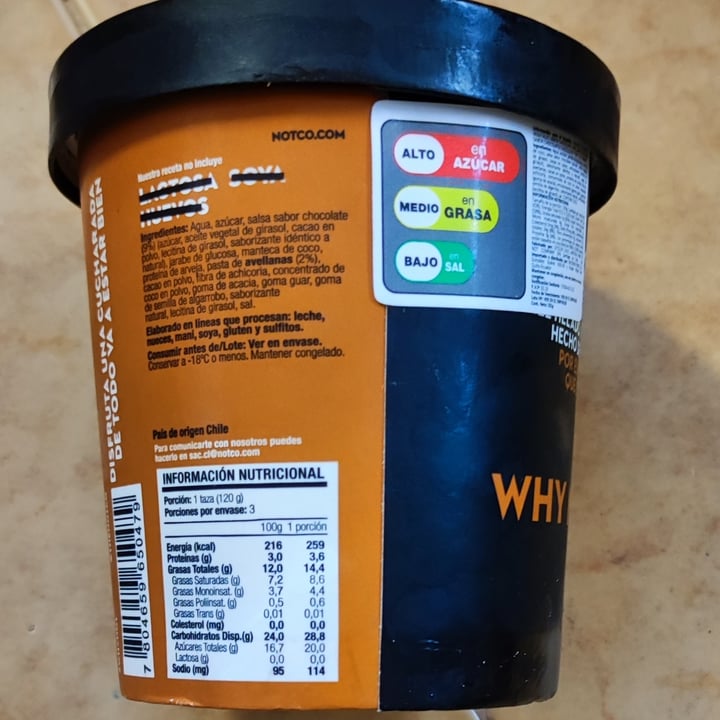 NOTCO.COM
Nuestra receta no incluye
LACTOSA SOYA
HUEVOS
Ingredientes: Agua, azúcar, salsa sabor chocolate
(9%) (azúcar, aceite vegetal de girasol, cacao en
polvo, lecitina de girasol, saborizante idéntico a
natural), jarabe de glucosa, manteca de coco,
proteína de arveja, pasta de avellanas (2%),
cacao en polvo, fibra de achicoria, concentrado de
coco en polvo, goma de acacia, goma guar, goma
de semilla de algarrobo, saborizante
natural, lecitina de girasol, sal.
Elaborado en líneas que procesan: leche,
nueces, maní, soya, gluten y sulfitos.
Consumir antes de/Lote: Ver en envase.
Conservar a -18°C o menos. Mantener congelado.
País de origen Chile
Para comunicarte con nosotros puedes
hacerlo en sac.cl@notco.com
INFORMACIÓN NUTRICIONAL
Porción: 1 taza (120 g)
Porciones por envase: 3
100g 1 porción
Energía (kcal) 216 259
Proteínas (g) 3,0 3,6
Grasas Totales (g) 12,0 14,4
Grasas Saturadas (g) 7,2 8,6
Grasas Monoinsat. (g) 3,7 4,4
Grasas Poliinsat. (g) 0,5 0,6
Grasas Trans (g) 0,01 0,01
Colesterol (mg) 0,0 0,0
Carbohidratos Disp.(g) 24,0 28,8
Azúcares Totales (g) 16,7 20,0
Lactosa (g) 0,0 0,0
Sodio (mg) 95 114
DISFRUTA UNA CUCHARADA,
DE TODO VA A ESTAR BIEN
7 804659 650479
ALTO en AZÚCAR
MEDIO en GRASA
BAJO en SAL
HECHO
POR
QUE
WHY